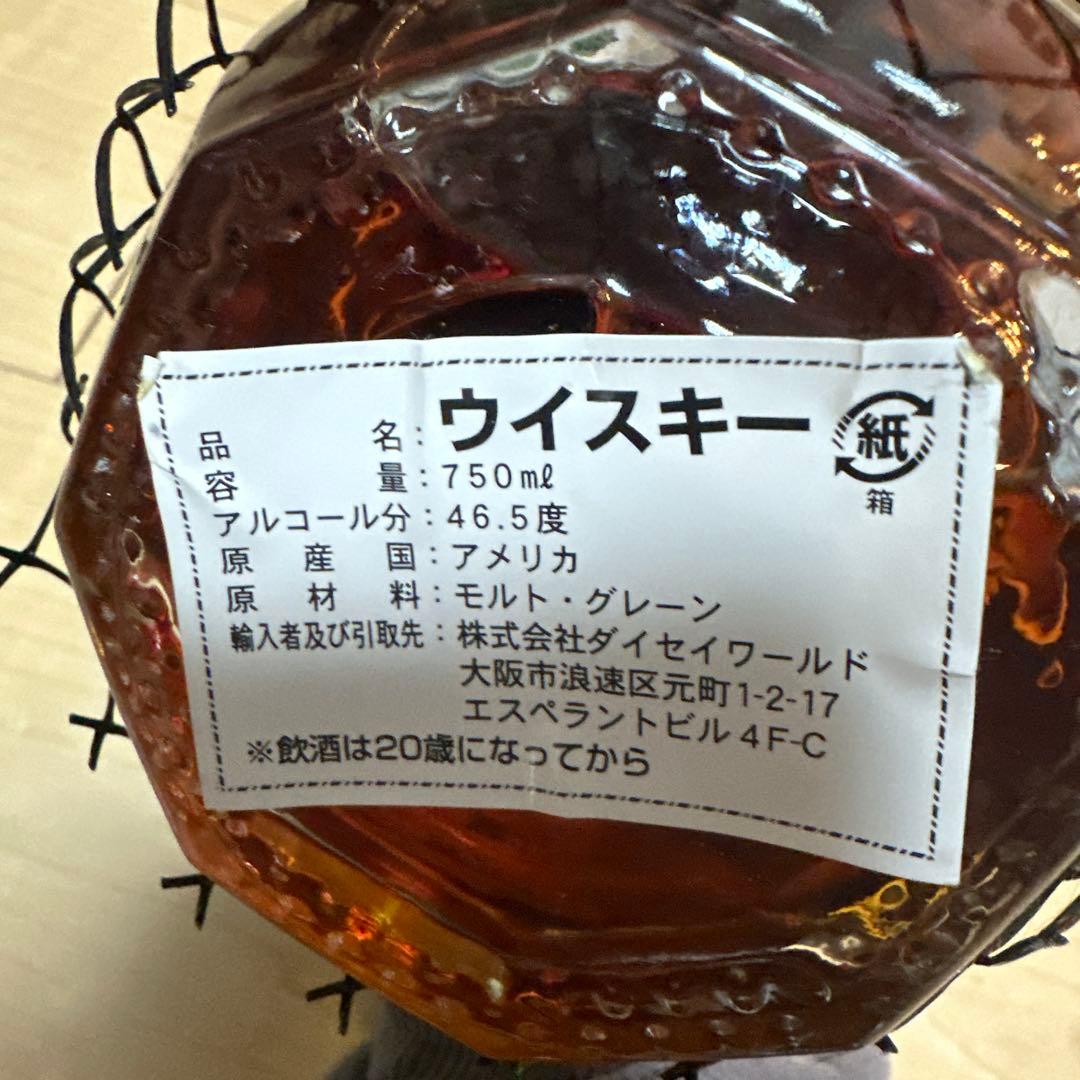 品名:ウイスキー
容量:750mℓ
アルコール分:46.5度
原産国:アメリカ
原材料:モルト・グレーン
輸入者及び引取先:株式会社ダイセイワールド
大阪市浪速区元町1-2-17
エスペラントビル4F-C
※飲酒は20歳になってから
紙
箱